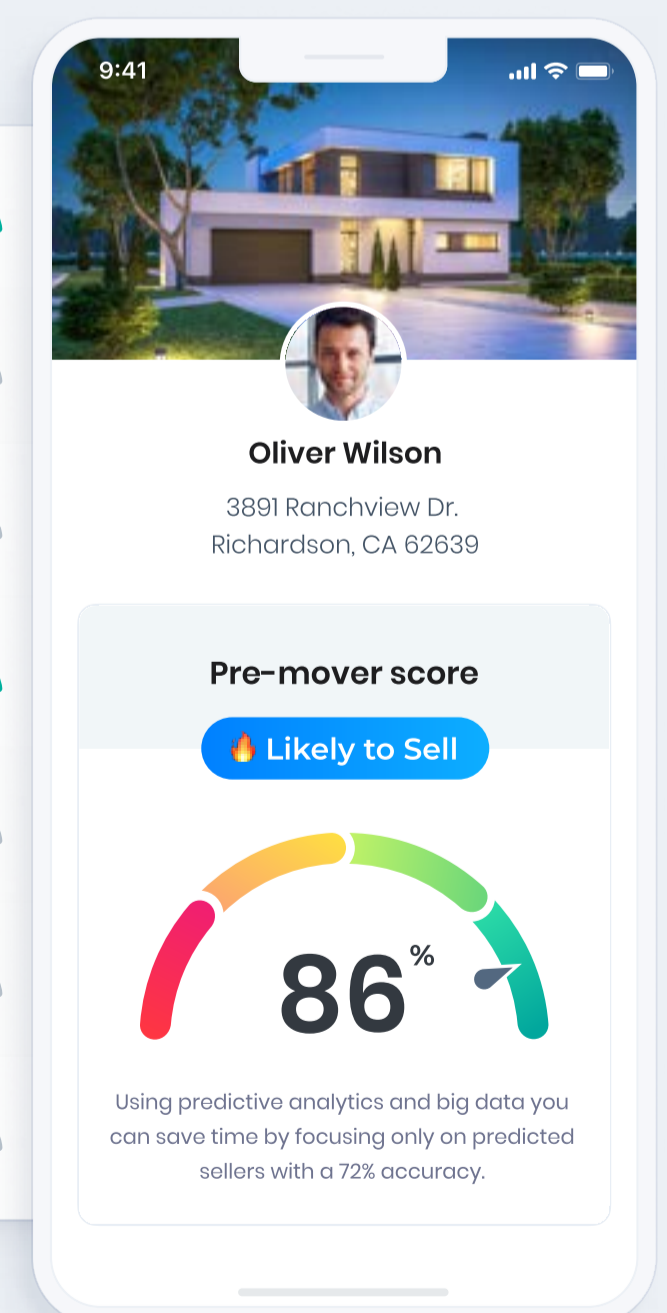 9:41
Oliver Wilson
3891 Ranchview Dr.
Richardson, CA 62639
Pre-mover score
🔥 Likely to Sell
86%
Using predictive analytics and big data you
can save time by focusing only on predicted
sellers with a 72% accuracy.